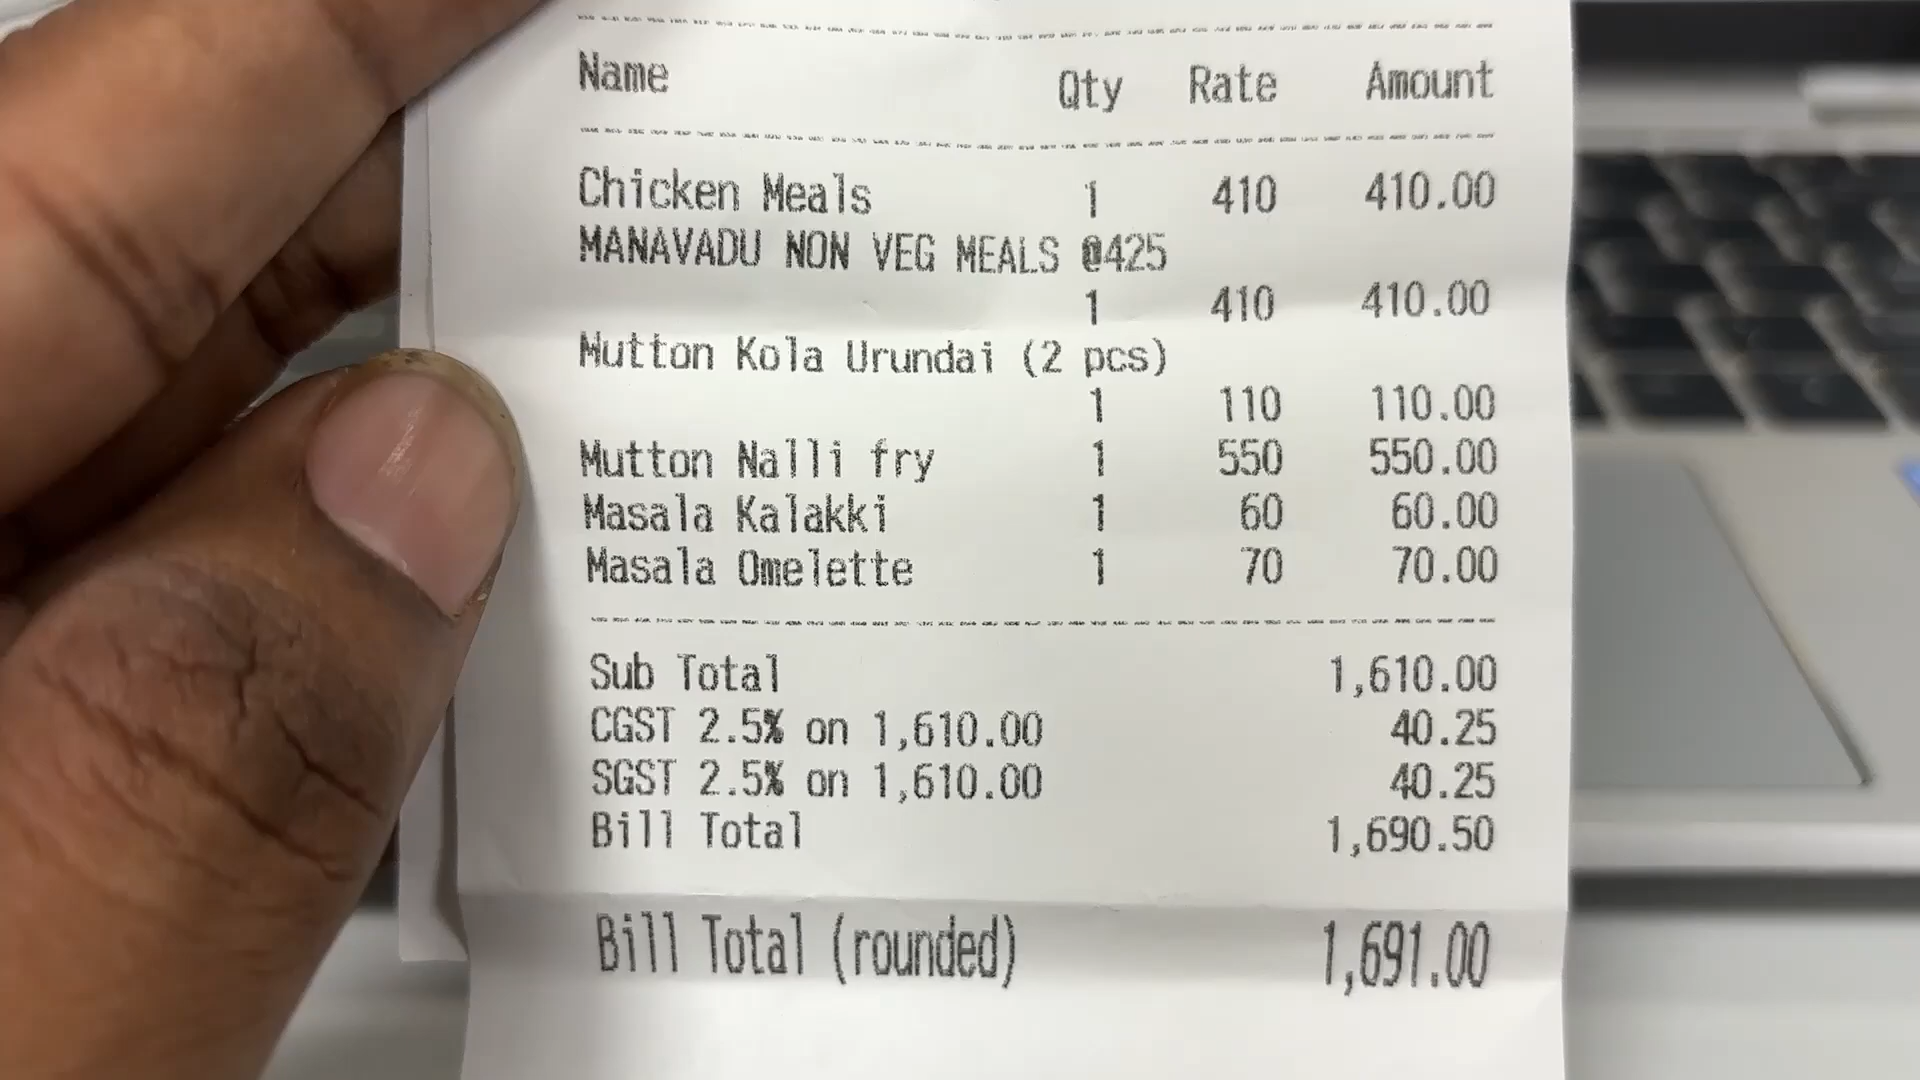 Name Qty Rate Amount
Chicken Meals 1 410 410.00
MANAVADU NON VEG MEALS @425
1 410 410.00
Mutton Kola Urundai (2 pcs)
1 110 110.00
Mutton Nalli fry 1 550 550.00
Masala Kalakki 1 60 60.00
Masala Omelette 1 70 70.00
Sub Total 1,610.00
CGST 2.5% on 1,610.00 40.25
SGST 2.5% on 1,610.00 40.25
Bill Total 1,690.50
Bill Total (rounded) 1,691.00